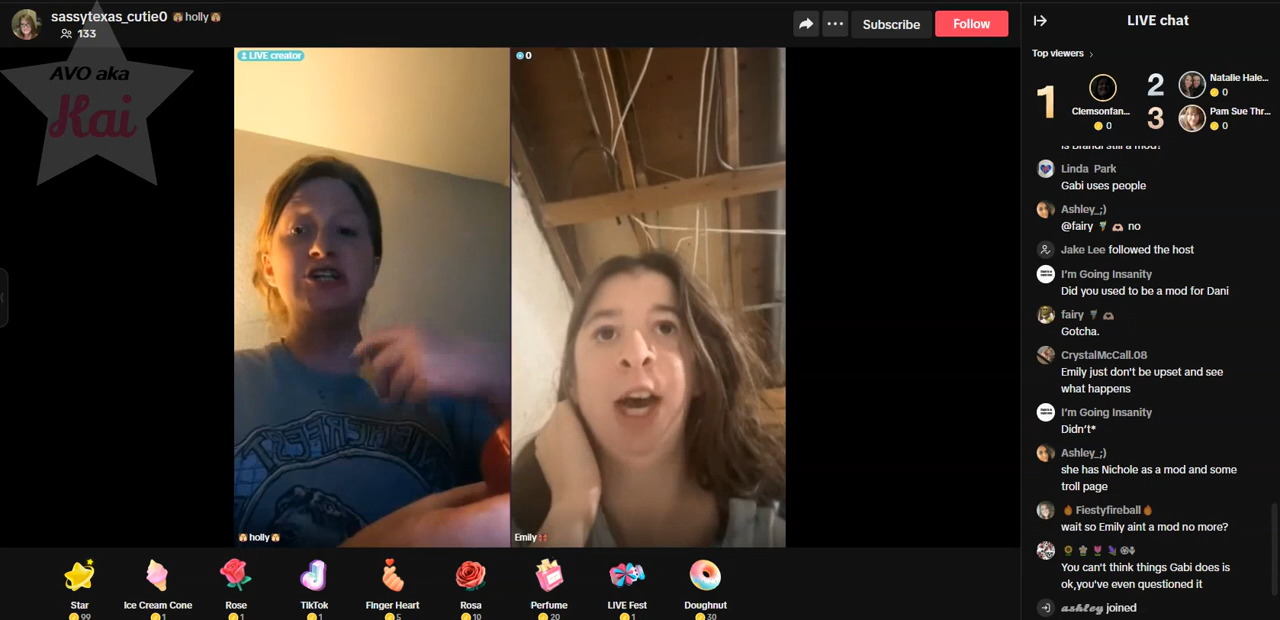 sassytexas_cutie0 🙈holly🙈
133
Subscribe
Follow
LIVE chat
AVO aka
Kai
LIVE creator
0
holly
Emily
Top viewers
1
Clemsonfan...
0
2
Natalie Hale...
0
3
Pam Sue Thr...
0
is Brandi still a mod?
Linda Park
Gabi uses people
Ashley_;)
@fairy no
Jake Lee followed the host
I'm Going Insanity
Did you used to be a mod for Dani
fairy
Gotcha.
CrystalMcCall.08
Emily just don't be upset and see
what happens
I'm Going Insanity
Didn't*
Ashley_;)
she has Nichole as a mod and some
troll page
Fiestyfireball
wait so Emily aint a mod no more?
You can't think things Gabi does is
ok,you've even questioned it
ashley joined
Star
99
Ice Cream Cone
1
Rose
1
TikTok
1
Finger Heart
5
Rosa
10
Perfume
20
LIVE Fest
1
Doughnut
30